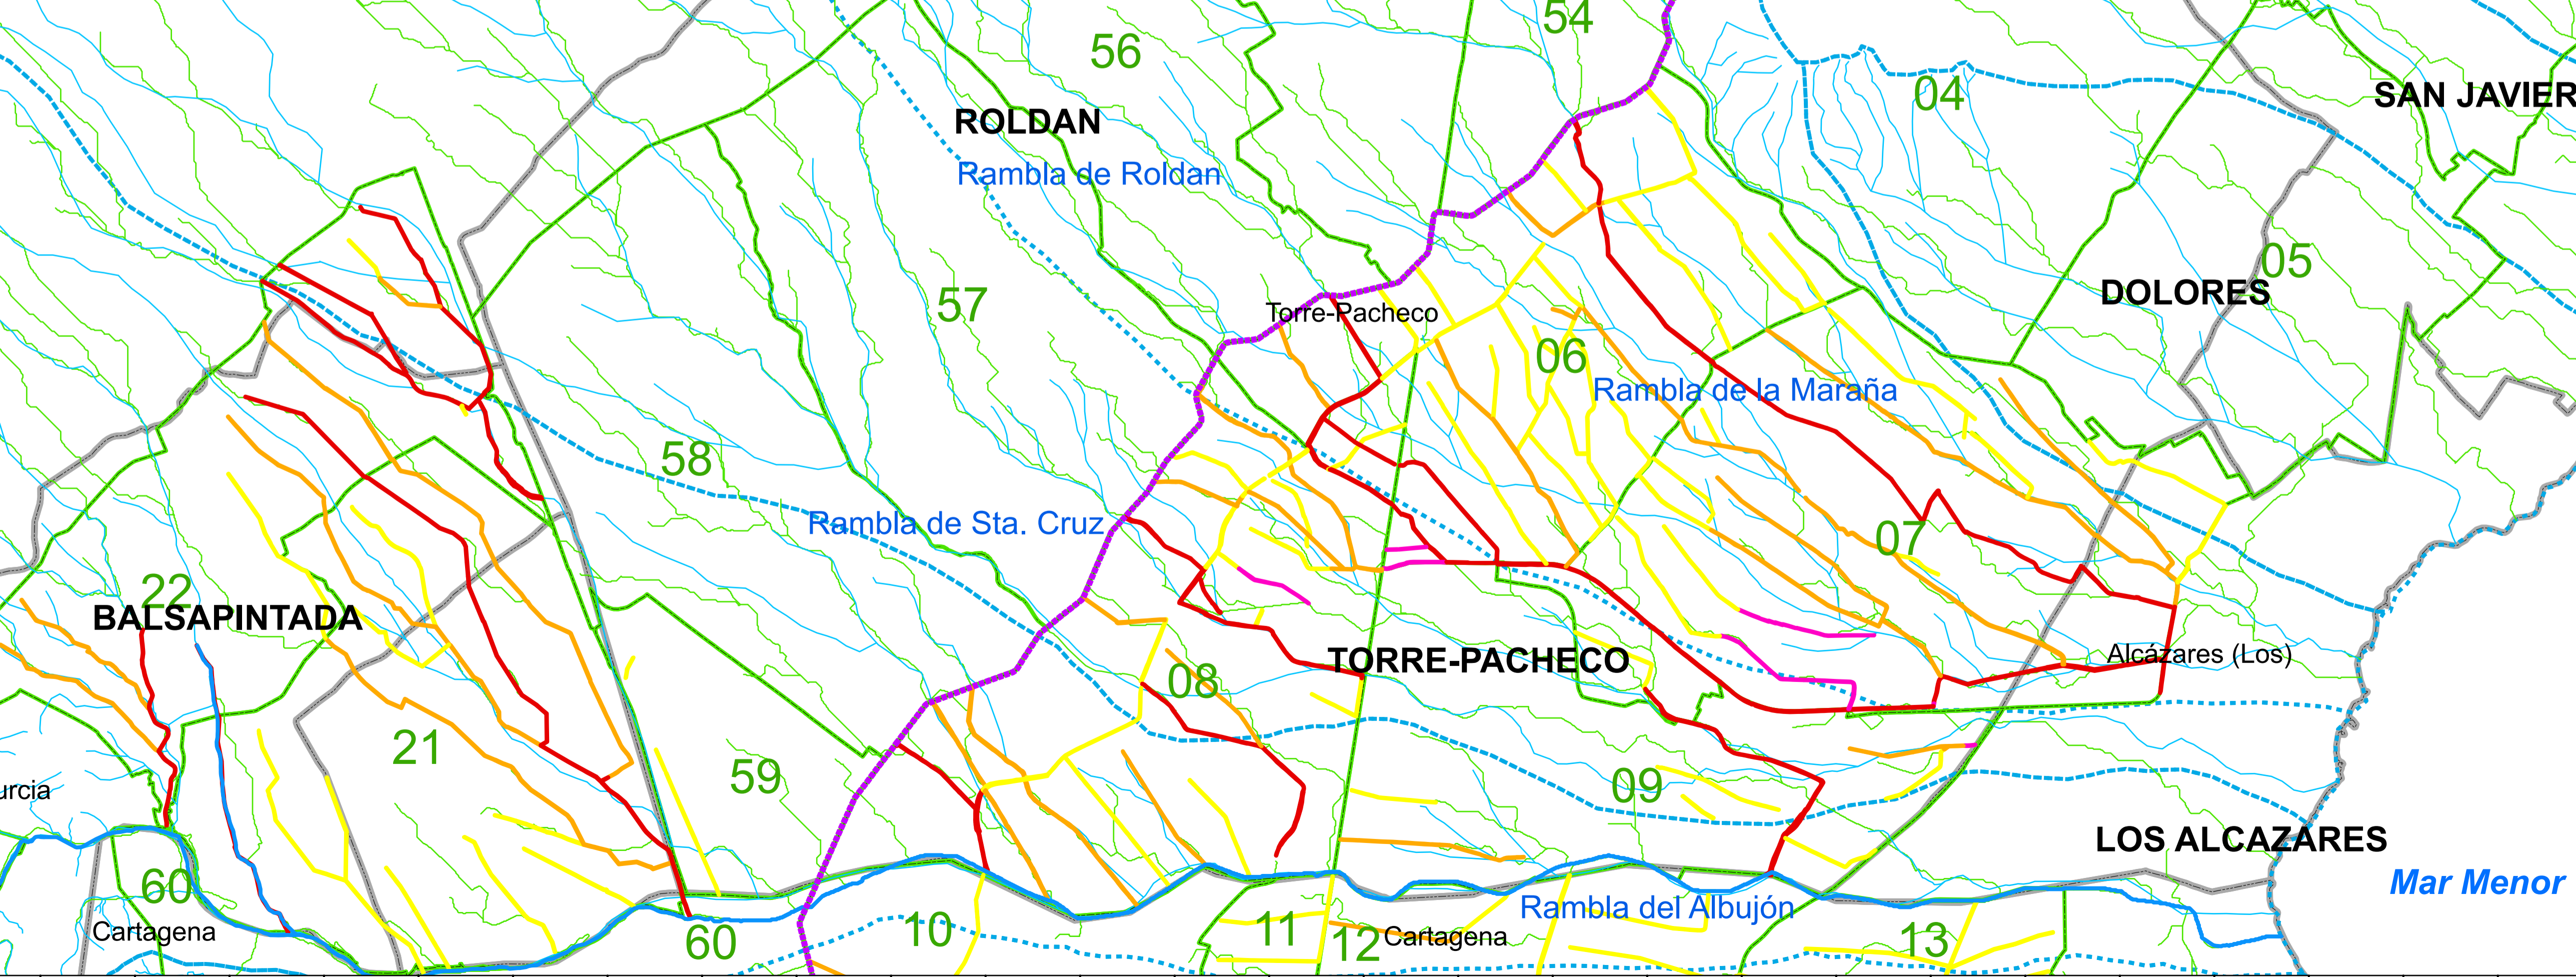 54
56
04
SAN JAVIER
ROLDAN
Rambla de Roldan
05
DOLORES
57
Torre-Pacheco
06
Rambla de la Maraña
58
Rambla de Sta. Cruz
07
22
BALSAPINTADA
TORRE-PACHECO
Alcázares (Los)
08
21
59
09
urcia
LOS ALCAZARES
Mar Menor
60
Rambla del Albujón
Cartagena
60
10
11
12
Cartagena
13